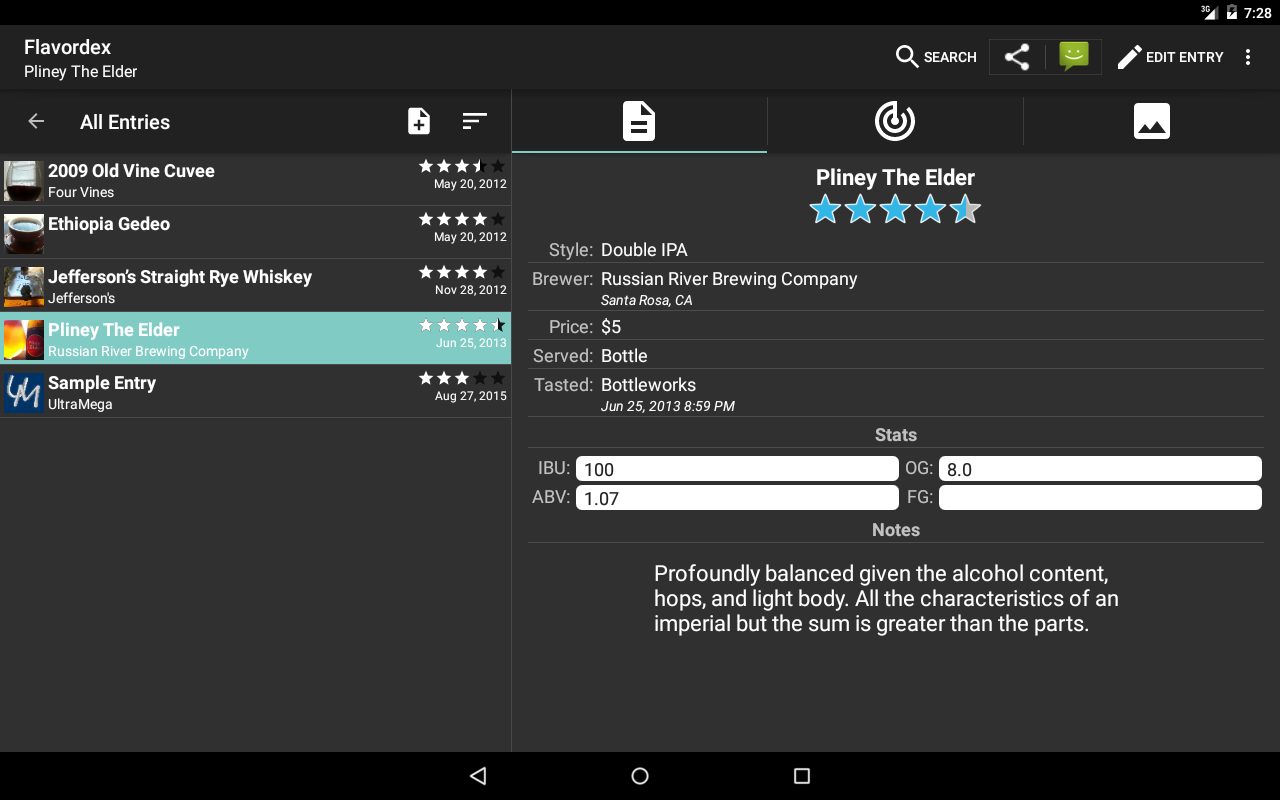 3G 7:28
Flavordex
Pliney The Elder
SEARCH
EDIT ENTRY
All Entries
2009 Old Vine Cuvee
Four Vines
May 20, 2012
Ethiopia Gedeo
May 20, 2012
Jefferson’s Straight Rye Whiskey
Jefferson's
Nov 28, 2012
Pliney The Elder
Russian River Brewing Company
Jun 25, 2013
Sample Entry
UltraMega
Aug 27, 2015
Pliney The Elder
Style: Double IPA
Brewer: Russian River Brewing Company
Santa Rosa, CA
Price: $5
Served: Bottle
Tasted: Bottleworks
Jun 25, 2013 8:59 PM
Stats
IBU: 100 OG: 8.0
ABV: 1.07 FG:
Notes
Profoundly balanced given the alcohol content,
hops, and light body. All the characteristics of an
imperial but the sum is greater than the parts.